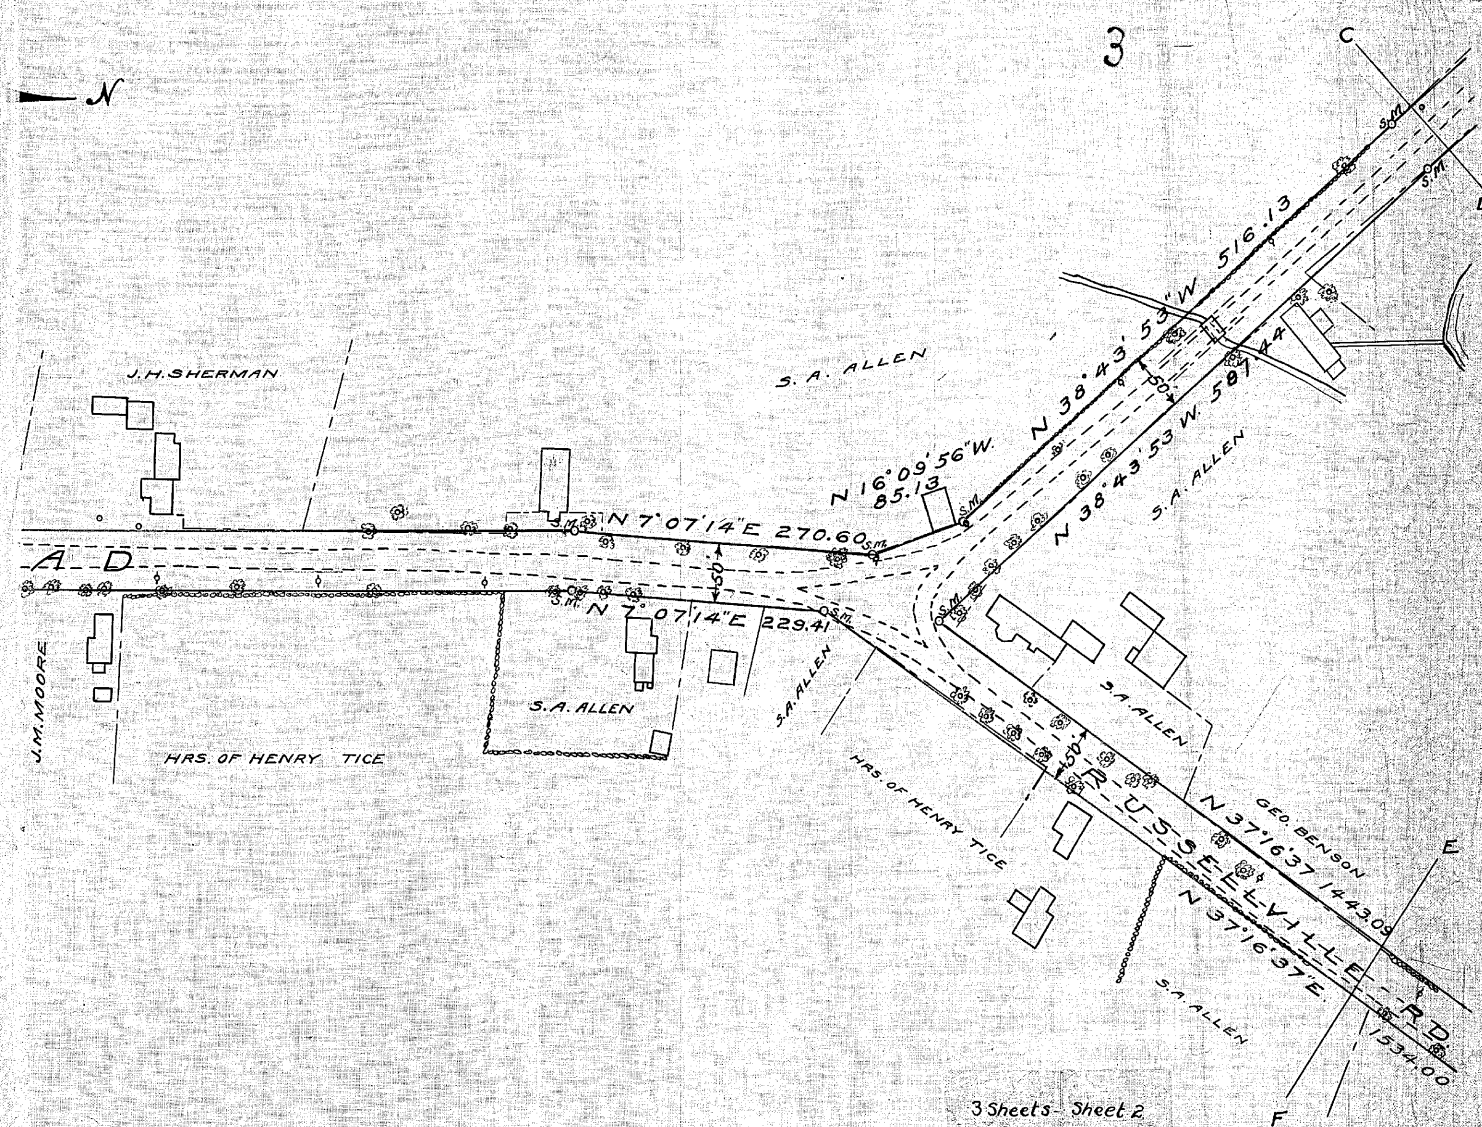 3
C
N
S.M.
S.M.
516.13
N 38°43'53" W
J.H. SHERMAN
S. A. ALLEN
50'
N 38°43'53 W. 587.44
S. A. ALLEN
N 16°09'56" W.
85.13
S.M.
S.M.
N 7°07'14"E 270.60
S.M.
A D
50'
S.M.
N 7°07'14"E 229.41
S.M.
S.M.
J.M. MOORE
S.A. ALLEN
S.A. ALLEN
S.A. ALLEN
HRS. OF HENRY TICE
HRS. OF HENRY TICE
50'
RUSSELLVILLE RD.
N 37°16'37 1443.09
GEO. BENSON
E
N 37°16'37"E.
1534.00
S.A. ALLEN
F
3 Sheets - Sheet 2